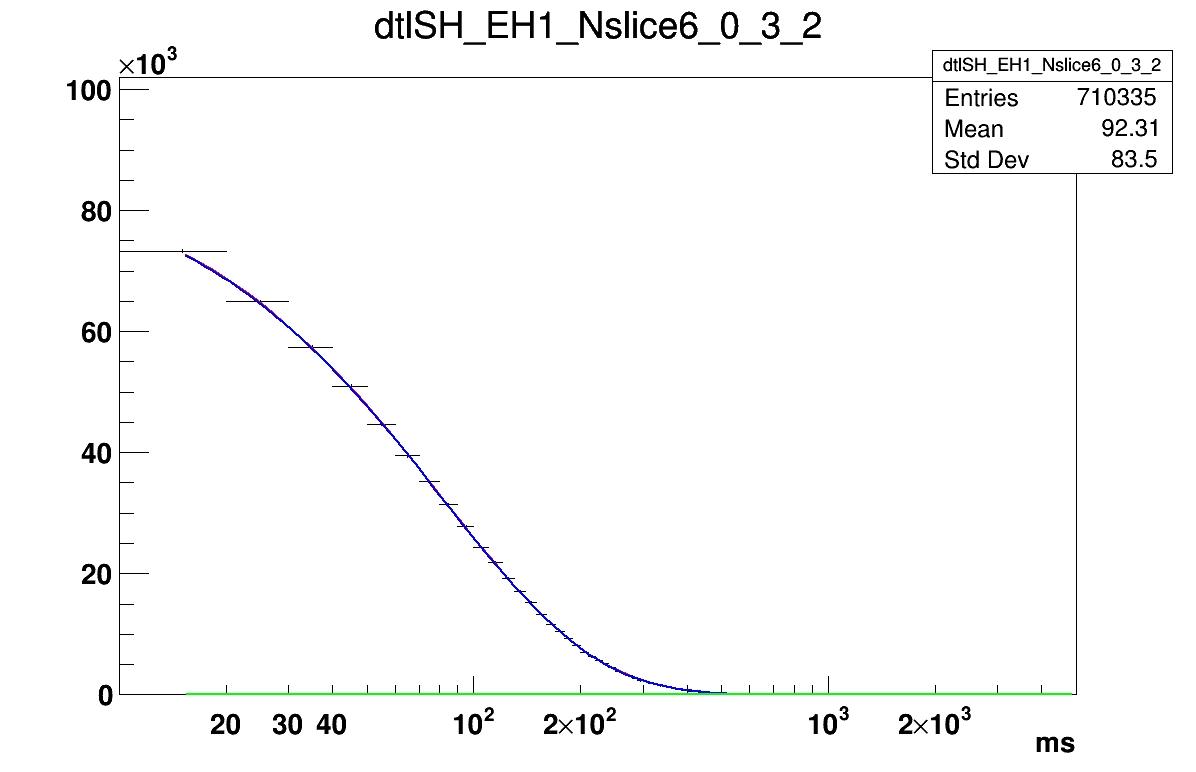 dtlSH_EH1_Nslice6_0_3_2
×10³
dtlSH_EH1_Nslice6_0_3_2
Entries 710335
Mean 92.31
Std Dev 83.5
100
80
60
40
20
0
20 30 40 10² 2×10² 10³ 2×10³
ms